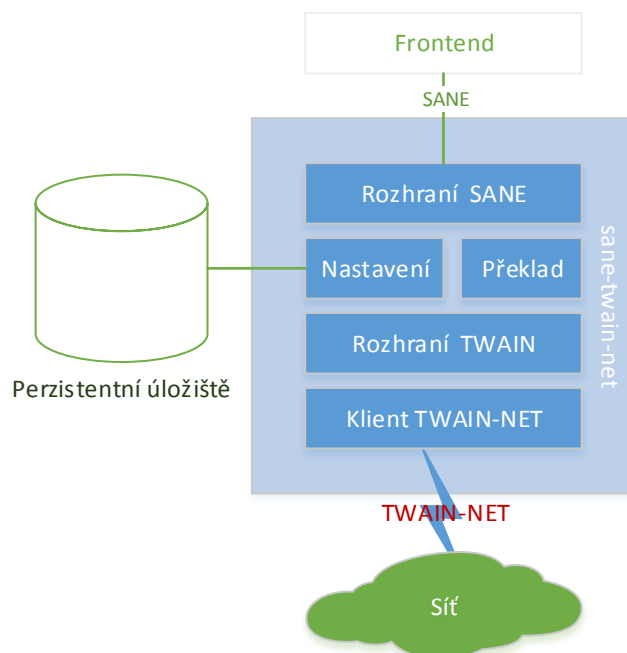 Frontend
SANE
Rozhraní SANE
Nastavení
Překlad
sane-twain-net
Rozhraní TWAIN
Perzistentní úložiště
Klient TWAIN-NET
TWAIN-NET
Síť